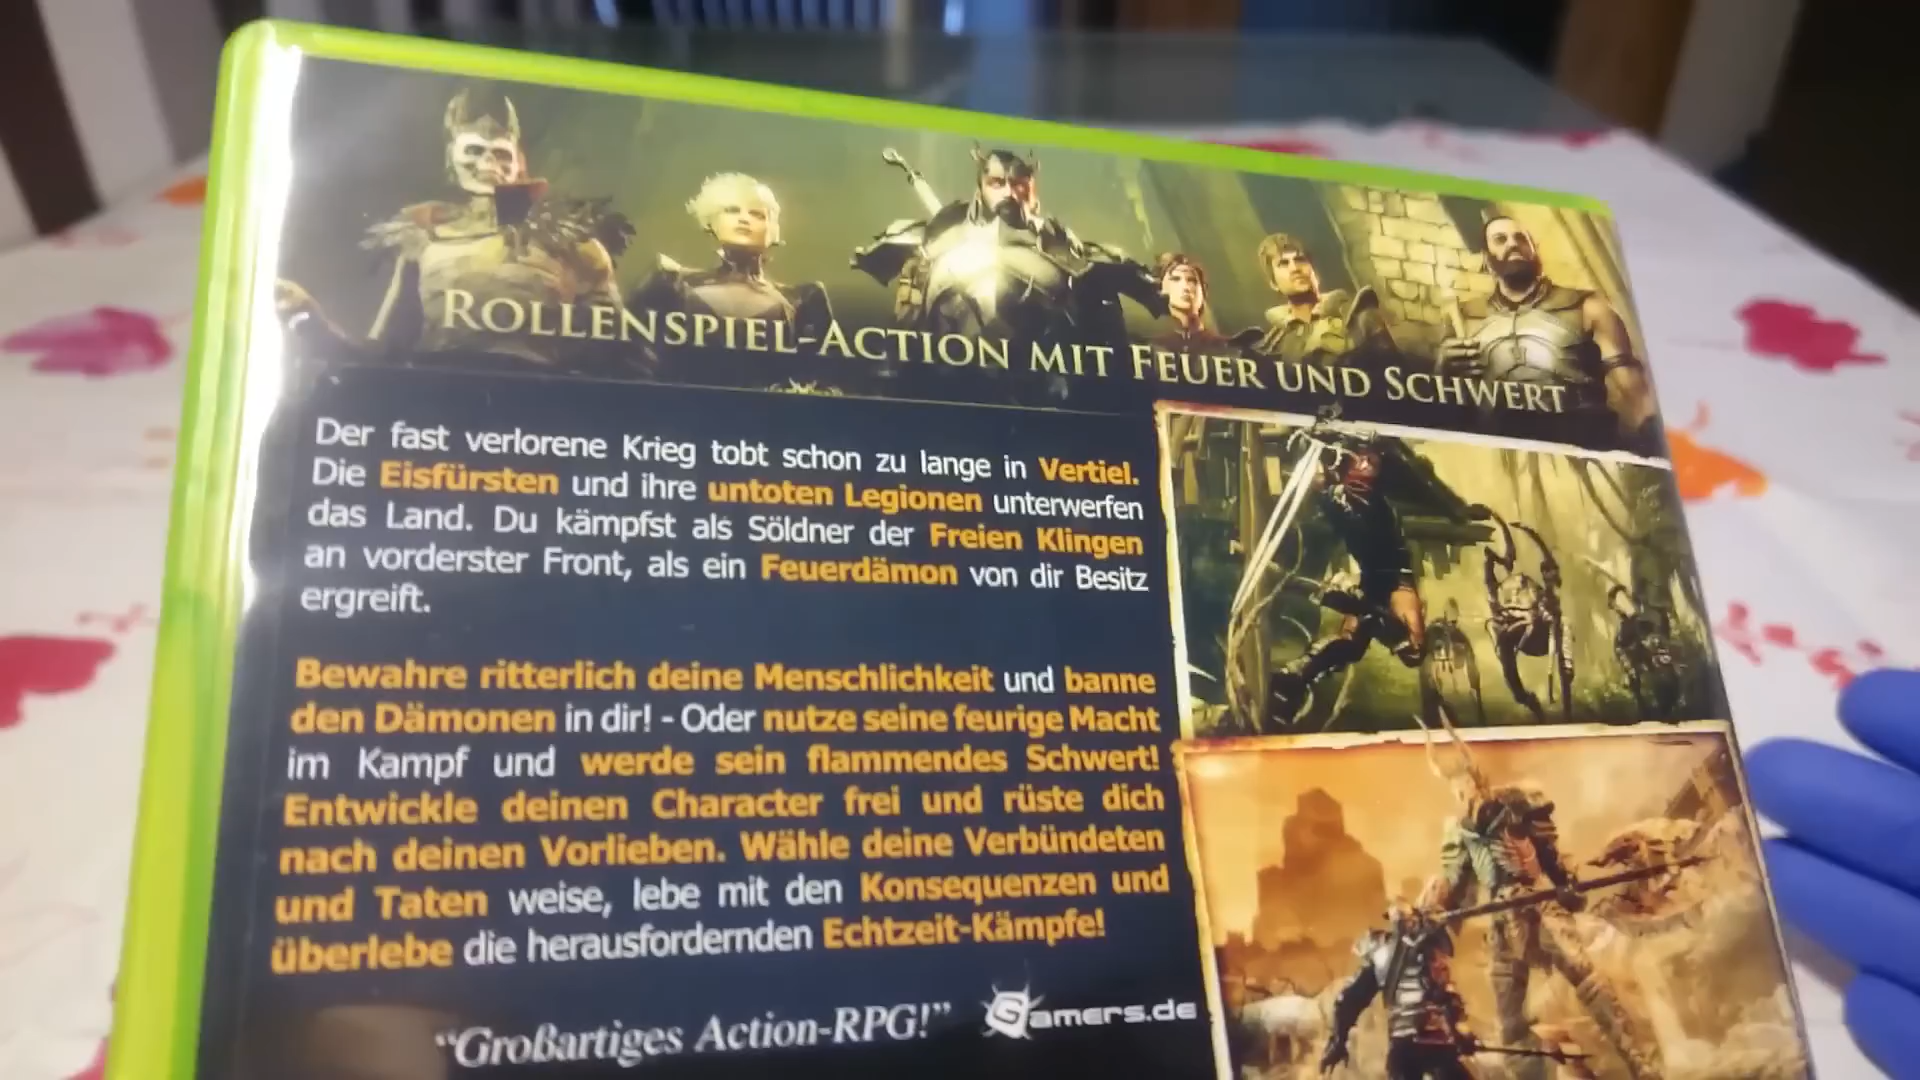 ROLLENSPIEL-ACTION MIT FEUER UND SCHWERT
Der fast verlorene Krieg tobt schon zu lange in Vertiel.
Die Eisfürsten und ihre untoten Legionen unterwerfen
das Land. Du kämpfst als Söldner der Freien Klingen
an vorderster Front, als ein Feuerdämon von dir Besitz
ergreift.
Bewahre ritterlich deine Menschlichkeit und banne
den Dämonen in dir! - Oder nutze seine feurige Macht
im Kampf und werde sein flammendes Schwert!
Entwickle deinen Character frei und rüste dich
nach deinen Vorlieben. Wähle deine Verbündeten
und Taten weise, lebe mit den Konsequenzen und
überlebe die herausfordernden Echtzeit-Kämpfe!
“Großartiges Action-RPG!” Gamers.de